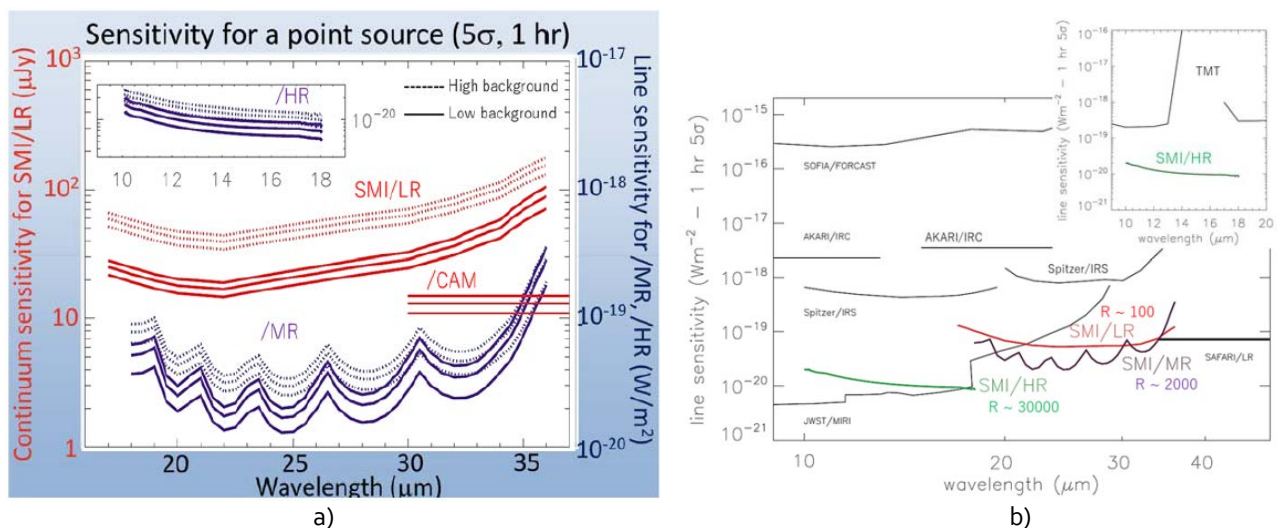 Sensitivity for a point source (5σ, 1 hr)
Continuum sensitivity for SMI/LR (μJy)
10³
10²
10
1
/HR
10⁻²⁰
10 12 14 16 18
High background
Low background
SMI/LR
/CAM
/MR
20 25 30 35
Wavelength (μm)
10⁻¹⁷
10⁻¹⁸
10⁻¹⁹
10⁻²⁰
Line sensitivity for /MR, /HR (W/m²)
a)
line sensitivity (Wm⁻² – 1 hr 5σ)
10⁻¹⁵
10⁻¹⁶
10⁻¹⁷
10⁻¹⁸
10⁻¹⁹
10⁻²⁰
10⁻²¹
SOFIA/FORCAST
AKARI/IRC
AKARI/IRC
Spitzer/IRS
Spitzer/IRS
R ~ 100
SMI/LR
SMI/MR
R ~ 2000
SAFARI/LR
SMI/HR
R ~ 30000
JWST/MIRI
10 20 30 40
wavelength (μm)
line sensitivity (Wm⁻² – 1 hr 5σ)
10⁻¹⁶
10⁻¹⁷
10⁻¹⁸
10⁻¹⁹
10⁻²⁰
10⁻²¹
TMT
SMI/HR
10 12 14 16 18 20
wavelength (μm)
b)